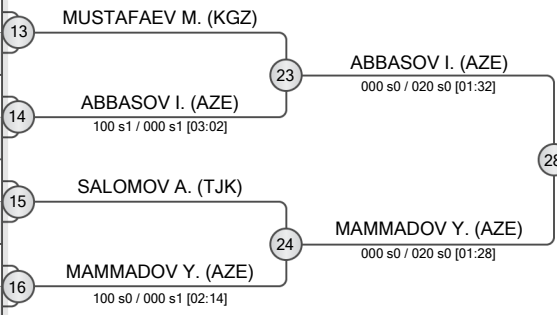 MUSTAFAEV M. (KGZ)
13
ABBASOV I. (AZE)
23
000 s0 / 020 s0 [01:32]
ABBASOV I. (AZE)
14
100 s1 / 000 s1 [03:02]
28
SALOMOV A. (TJK)
15
MAMMADOV Y. (AZE)
24
000 s0 / 020 s0 [01:28]
MAMMADOV Y. (AZE)
16
100 s0 / 000 s1 [02:14]